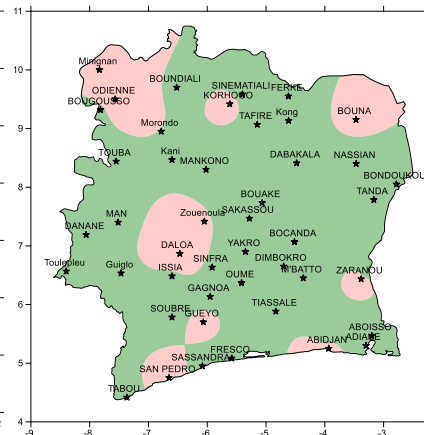 11
10
9
8
7
6
5
4
-9
-8
-7
-6
-5
-4
-3
Minignan
ODIENNE
BOUNDIALI
SINEMATIALI
FERKE
BOUGOUSSO
KORHOGO
BOUNA
Morondo
TAFIRE
Kong
TOUBA
Kani
MANKONO
DABAKALA
NASSIAN
BONDOUKOU
TANDA
MAN
Zouenoula
BOUAKE
SAKASSOU
DANANE
BOCANDA
DALOA
YAKRO
Toulepleu
Guiglo
ISSIA
SINFRA
DIMBOKRO
OUME
M'BATTO
ZARANOU
GAGNOA
SOUBRE
GUEYO
TIASSALE
ABOISSO
ABIDJAN
ADIAKE
FRESCO
SASSANDRA
SAN PEDRO
TABOU